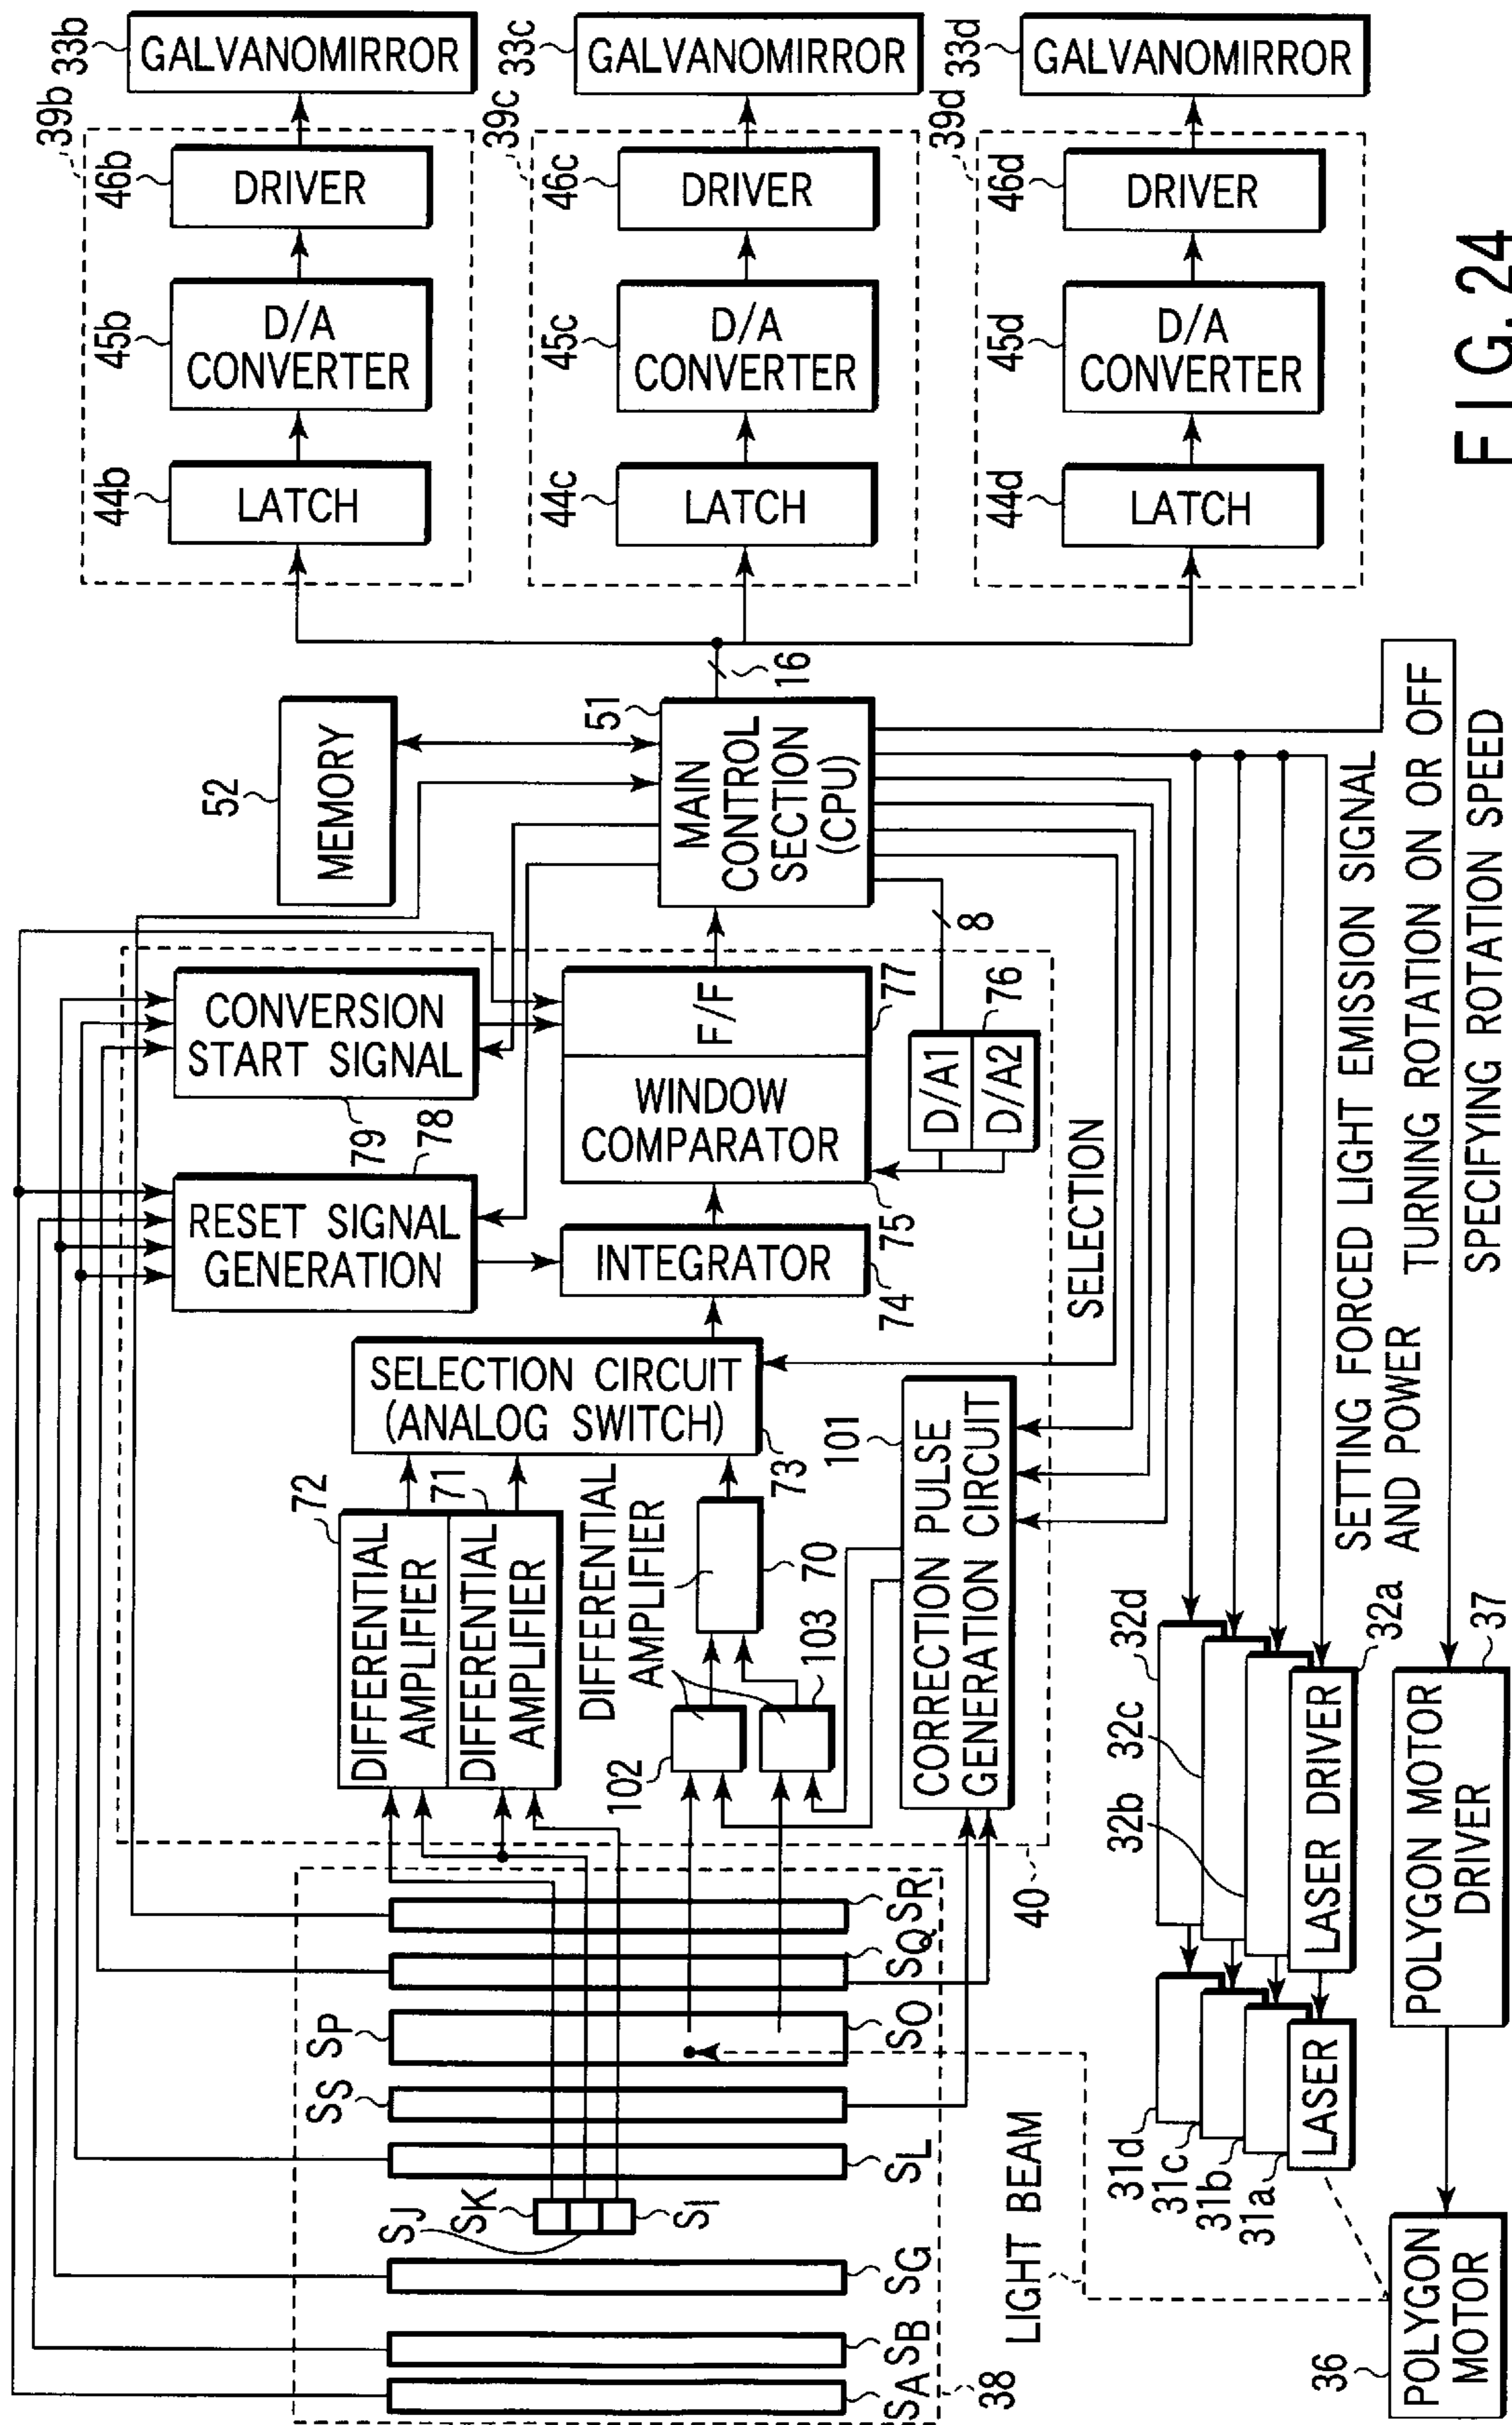 33b
GALVANOMIRROR
39b
46b
DRIVER
45b
D/A
CONVERTER
44b
LATCH
33c
GALVANOMIRROR
39c
46c
DRIVER
45c
D/A
CONVERTER
44c
LATCH
33d
GALVANOMIRROR
39d
46d
DRIVER
45d
D/A
CONVERTER
44d
LATCH
FIG. 24
52
MEMORY
51
MAIN
CONTROL
SECTION
(CPU)
16
8
CONVERSION
START SIGNAL
79
78
RESET SIGNAL
GENERATION
F/F
77
WINDOW
COMPARATOR
75
D/A1
D/A2
76
INTEGRATOR
74
SELECTION
SELECTION CIRCUIT
(ANALOG SWITCH)
73
72
DIFFERENTIAL
AMPLIFIER
71
DIFFERENTIAL
AMPLIFIER
DIFFERENTIAL
AMPLIFIER
70
102
103
101
CORRECTION PULSE
GENERATION CIRCUIT
40
SR
SQ
SP
SO
SS
SL
SK
SJ
SI
SG
SB
SA
38
LIGHT BEAM
SETTING FORCED LIGHT EMISSION SIGNAL
AND POWER
TURNING ROTATION ON OR OFF
SPECIFYING ROTATION SPEED
32d
32c
32b
32a
LASER DRIVER
31d
31c
31b
31a
LASER
37
POLYGON MOTOR
DRIVER
36
POLYGON
MOTOR